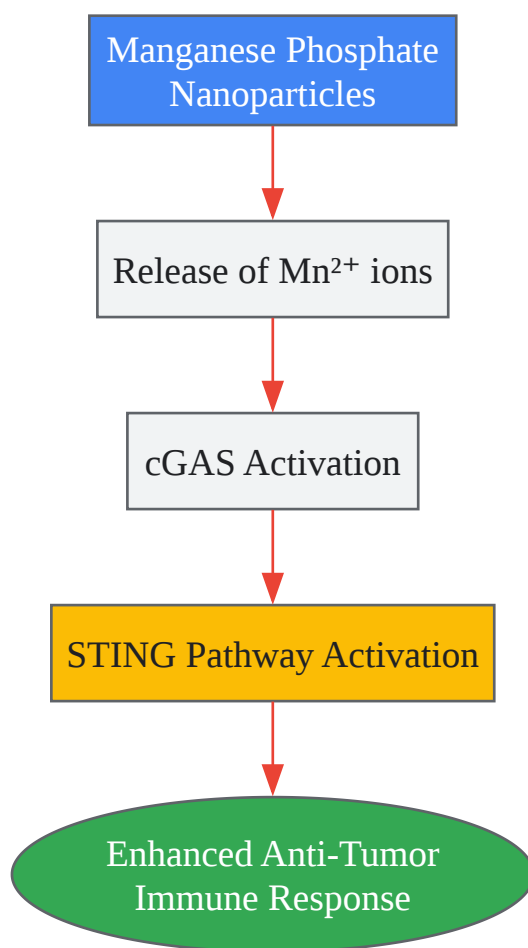 Manganese Phosphate
Nanoparticles
Release of Mn²⁺ ions
cGAS Activation
STING Pathway Activation
Enhanced Anti-Tumor
Immune Response